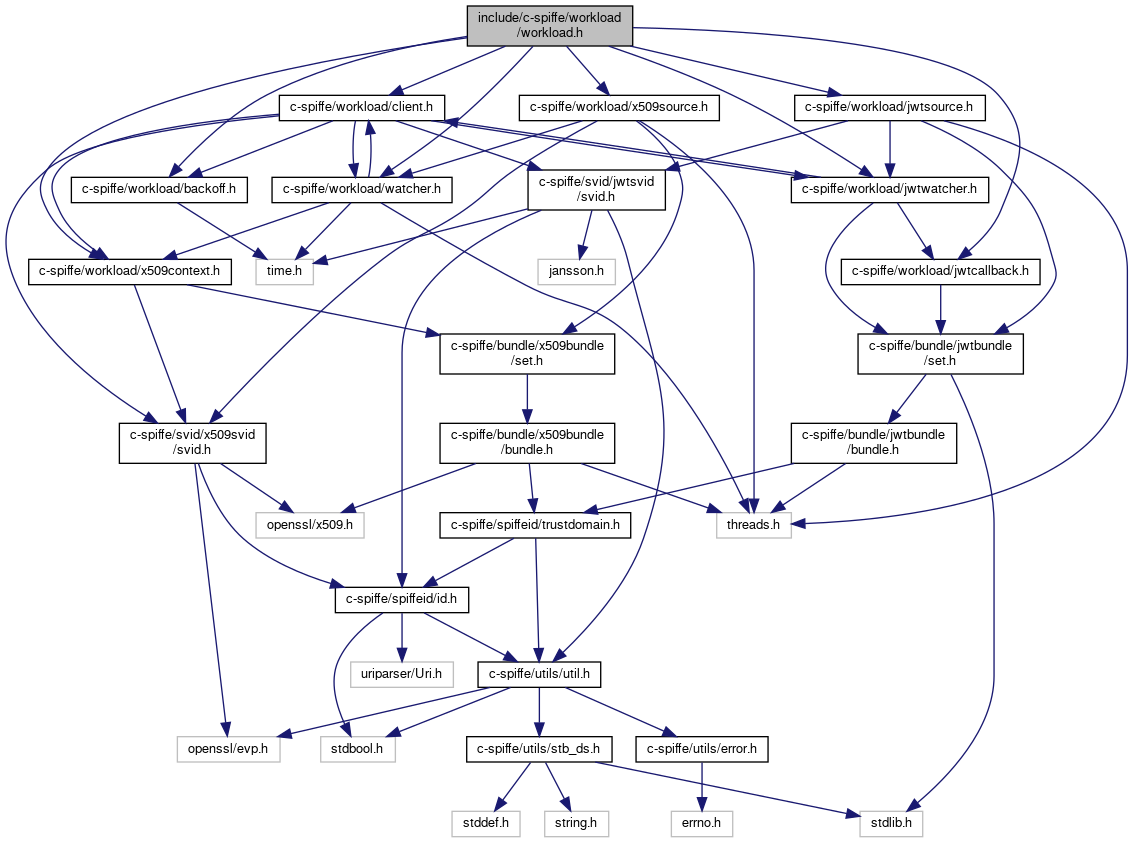 include/c-spiffe/workload
/workload.h
c-spiffe/workload/client.h
c-spiffe/workload/x509source.h
c-spiffe/workload/jwtsource.h
c-spiffe/workload/backoff.h
c-spiffe/workload/watcher.h
c-spiffe/svid/jwtsvid
/svid.h
c-spiffe/workload/jwtwatcher.h
c-spiffe/workload/x509context.h
time.h
jansson.h
c-spiffe/workload/jwtcallback.h
c-spiffe/bundle/x509bundle
/set.h
c-spiffe/bundle/jwtbundle
/set.h
c-spiffe/svid/x509svid
/svid.h
c-spiffe/bundle/x509bundle
/bundle.h
c-spiffe/bundle/jwtbundle
/bundle.h
openssl/x509.h
c-spiffe/spiffeid/trustdomain.h
threads.h
c-spiffe/spiffeid/id.h
uriparser/Uri.h
c-spiffe/utils/util.h
openssl/evp.h
stdbool.h
c-spiffe/utils/stb_ds.h
c-spiffe/utils/error.h
stddef.h
string.h
errno.h
stdlib.h